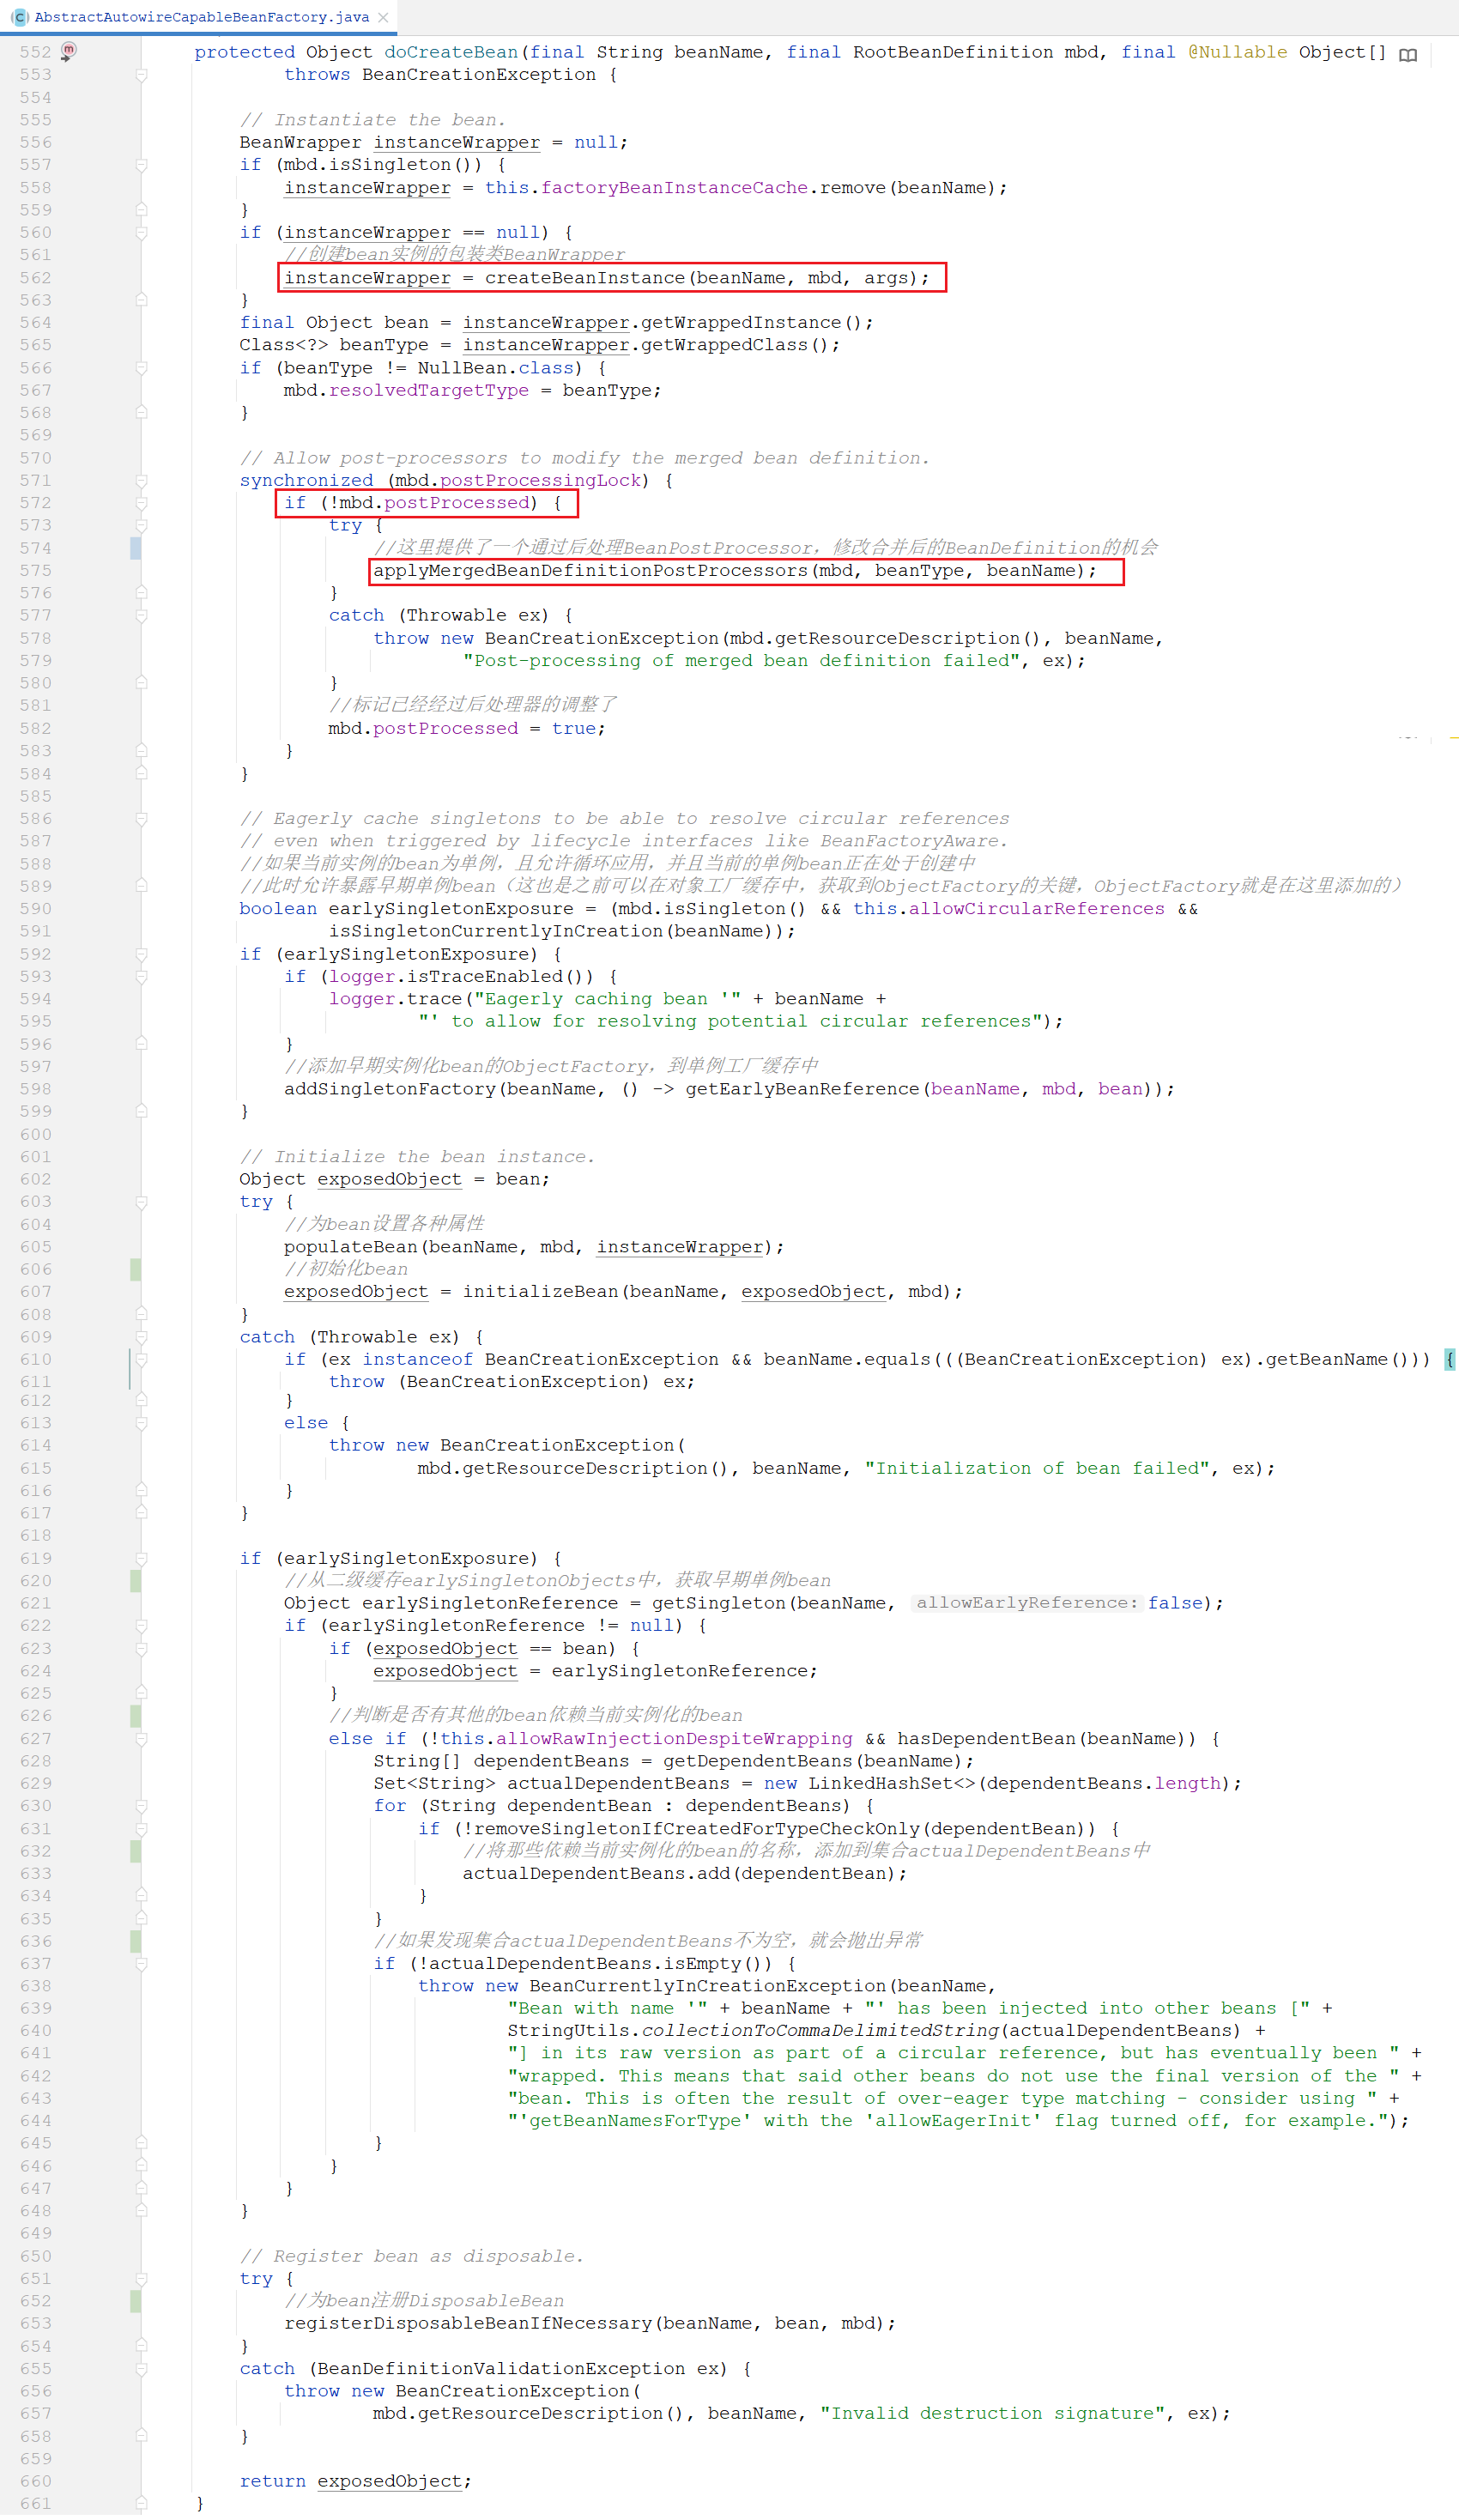 AbstractAutowireCapableBeanFactory.java
552 protected Object doCreateBean(final String beanName, final RootBeanDefinition mbd, final @Nullable Object[]
553 throws BeanCreationException {
554
555 // Instantiate the bean.
556 BeanWrapper instanceWrapper = null;
557 if (mbd.isSingleton()) {
558 instanceWrapper = this.factoryBeanInstanceCache.remove(beanName);
559 }
560 if (instanceWrapper == null) {
561 //创建bean实例的包装类BeanWrapper
562 instanceWrapper = createBeanInstance(beanName, mbd, args);
563 }
564 final Object bean = instanceWrapper.getWrappedInstance();
565 Class<?> beanType = instanceWrapper.getWrappedClass();
566 if (beanType != NullBean.class) {
567 mbd.resolvedTargetType = beanType;
568 }
569
570 // Allow post-processors to modify the merged bean definition.
571 synchronized (mbd.postProcessingLock) {
572 if (!mbd.postProcessed) {
573 try {
574 //这里提供了一个通过后处理BeanPostProcessor，修改合并后的BeanDefinition的机会
575 applyMergedBeanDefinitionPostProcessors(mbd, beanType, beanName);
576 }
577 catch (Throwable ex) {
578 throw new BeanCreationException(mbd.getResourceDescription(), beanName,
579 "Post-processing of merged bean definition failed", ex);
580 }
581 //标记已经经过后处理器的调整了
582 mbd.postProcessed = true;
583 }
584 }
585
586 // Eagerly cache singletons to be able to resolve circular references
587 // even when triggered by lifecycle interfaces like BeanFactoryAware.
588 //如果当前实例的bean为单例，且允许循环应用，并且当前的单例bean正在处于创建中
589 //此时允许暴露早期单例bean（这也是之前可以在对象工厂缓存中，获取到ObjectFactory的关键，ObjectFactory就是在这里添加的）
590 boolean earlySingletonExposure = (mbd.isSingleton() && this.allowCircularReferences &&
591 isSingletonCurrentlyInCreation(beanName));
592 if (earlySingletonExposure) {
593 if (logger.isTraceEnabled()) {
594 logger.trace("Eagerly caching bean '" + beanName +
595 "' to allow for resolving potential circular references");
596 }
597 //添加早期实例化bean的ObjectFactory，到单例工厂缓存中
598 addSingletonFactory(beanName, () -> getEarlyBeanReference(beanName, mbd, bean));
599 }
600
601 // Initialize the bean instance.
602 Object exposedObject = bean;
603 try {
604 //为bean设置各种属性
605 populateBean(beanName, mbd, instanceWrapper);
606 //初始化bean
607 exposedObject = initializeBean(beanName, exposedObject, mbd);
608 }
609 catch (Throwable ex) {
610 if (ex instanceof BeanCreationException && beanName.equals(((BeanCreationException) ex).getBeanName())) {
611 throw (BeanCreationException) ex;
612 }
613 else {
614 throw new BeanCreationException(
615 mbd.getResourceDescription(), beanName, "Initialization of bean failed", ex);
616 }
617 }
618
619 if (earlySingletonExposure) {
620 //从二级缓存earlySingletonObjects中，获取早期单例bean
621 Object earlySingletonReference = getSingleton(beanName, allowEarlyReference: false);
622 if (earlySingletonReference != null) {
623 if (exposedObject == bean) {
624 exposedObject = earlySingletonReference;
625 }
626 //判断是否有其他的bean依赖当前实例化的bean
627 else if (!this.allowRawInjectionDespiteWrapping && hasDependentBean(beanName)) {
628 String[] dependentBeans = getDependentBeans(beanName);
629 Set<String> actualDependentBeans = new LinkedHashSet<>(dependentBeans.length);
630 for (String dependentBean : dependentBeans) {
631 if (!removeSingletonIfCreatedForTypeCheckOnly(dependentBean)) {
632 //将那些依赖当前实例化的bean的名称，添加到集合actualDependentBeans中
633 actualDependentBeans.add(dependentBean);
634 }
635 }
636 //如果发现集合actualDependentBeans不为空，就会抛出异常
637 if (!actualDependentBeans.isEmpty()) {
638 throw new BeanCurrentlyInCreationException(beanName,
639 "Bean with name '" + beanName + "' has been injected into other beans [" +
640 StringUtils.collectionToCommaDelimitedString(actualDependentBeans) +
641 "] in its raw version as part of a circular reference, but has eventually been " +
642 "wrapped. This means that said other beans do not use the final version of the " +
643 "bean. This is often the result of over-eager type matching - consider using " +
644 "'getBeanNamesForType' with the 'allowEagerInit' flag turned off, for example.");
645 }
646 }
647 }
648 }
649
650 // Register bean as disposable.
651 try {
652 //为bean注册DisposableBean
653 registerDisposableBeanIfNecessary(beanName, bean, mbd);
654 }
655 catch (BeanDefinitionValidationException ex) {
656 throw new BeanCreationException(
657 mbd.getResourceDescription(), beanName, "Invalid destruction signature", ex);
658 }
659
660 return exposedObject;
661 }